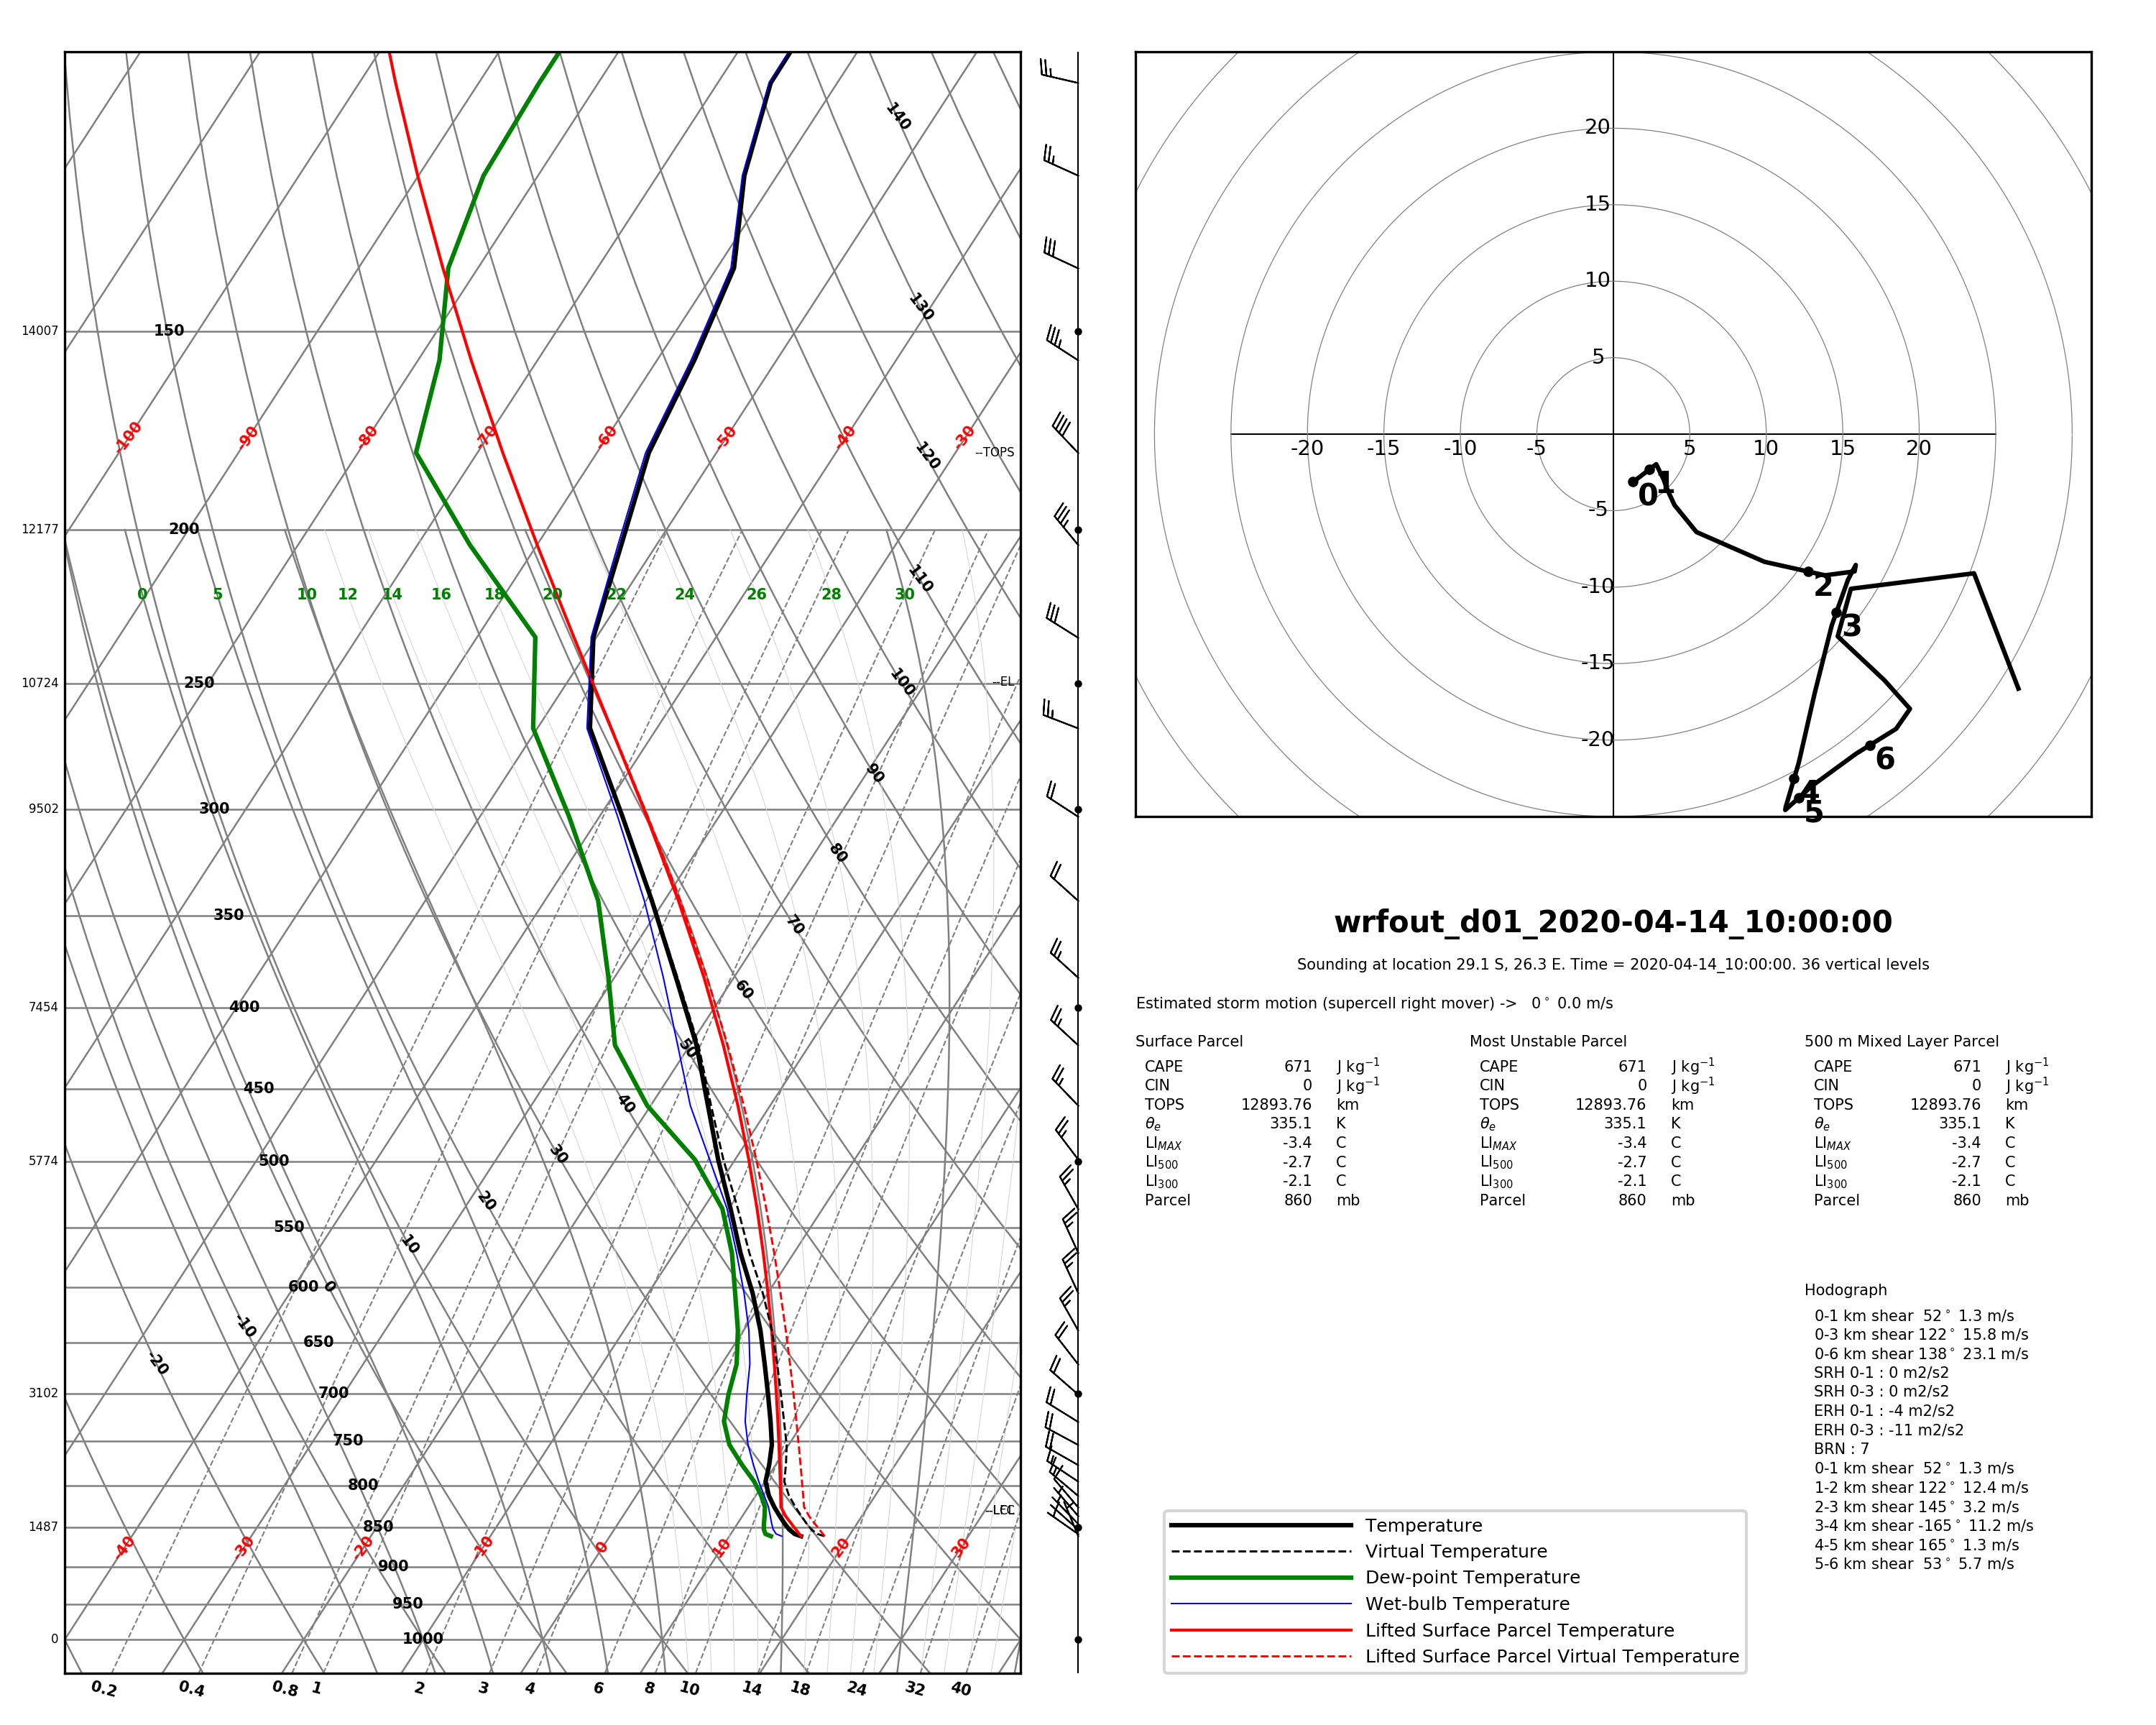 140
20
15
130
10
14007 150
5
-100 -90 -80 -70 -60 -50 -40 -30
--TOPS
120
-20 -15 -10 -5 5 10 15 20
0 1
12177 200
-5
110
0 5 10 12 14 16 18 20 22 24 26 28 30
-10 2
3
-15
10724 250
100
--EL
-20
6
90
4
5
9502 300
80
350
70
wrfout_d01_2020-04-14_10:00:00
Sounding at location 29.1 S, 26.3 E. Time = 2020-04-14_10:00:00. 36 vertical levels
60
7454 400
Estimated storm motion (supercell right mover) -> 0° 0.0 m/s
50
450
40
Surface Parcel
CAPE 671 J kg⁻¹
CIN 0 J kg⁻¹
TOPS 12893.76 km
θₑ 335.1 K
LI_MAX -3.4 C
LI₅₀₀ -2.7 C
LI₃₀₀ -2.1 C
Parcel 860 mb
Most Unstable Parcel
CAPE 671 J kg⁻¹
CIN 0 J kg⁻¹
TOPS 12893.76 km
θₑ 335.1 K
LI_MAX -3.4 C
LI₅₀₀ -2.7 C
LI₃₀₀ -2.1 C
Parcel 860 mb
500 m Mixed Layer Parcel
CAPE 671 J kg⁻¹
CIN 0 J kg⁻¹
TOPS 12893.76 km
θₑ 335.1 K
LI_MAX -3.4 C
LI₅₀₀ -2.7 C
LI₃₀₀ -2.1 C
Parcel 860 mb
30
5774 500
20
550
10
600 0
-10
650
-20
3102 700
750
800
--LCL
1487 850
-40 -30 -20 -10 0 10 20 30
900
950
0 1000
0.2 0.4 0.8 1 2 3 4 6 8 10 14 18 24 32 40
Hodograph
0-1 km shear 52° 1.3 m/s
0-3 km shear 122° 15.8 m/s
0-6 km shear 138° 23.1 m/s
SRH 0-1 : 0 m2/s2
SRH 0-3 : 0 m2/s2
ERH 0-1 : -4 m2/s2
ERH 0-3 : -11 m2/s2
BRN : 7
0-1 km shear 52° 1.3 m/s
1-2 km shear 122° 12.4 m/s
2-3 km shear 145° 3.2 m/s
3-4 km shear -165° 11.2 m/s
4-5 km shear 165° 1.3 m/s
5-6 km shear 53° 5.7 m/s
Temperature
Virtual Temperature
Dew-point Temperature
Wet-bulb Temperature
Lifted Surface Parcel Temperature
Lifted Surface Parcel Virtual Temperature